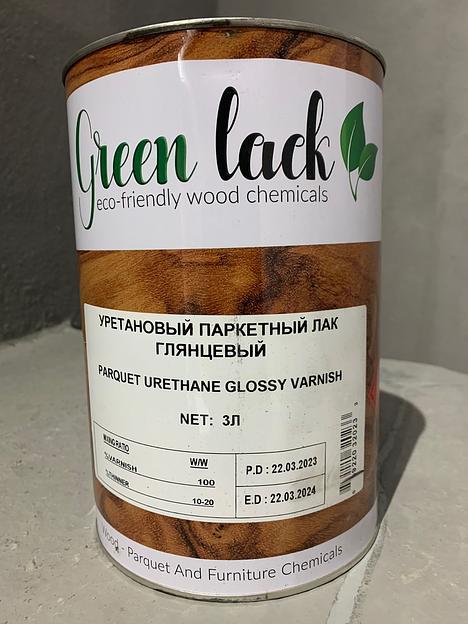 Green lack
eco-friendly wood chemicals
УРЕТАНОВЫЙ ПАРКЕТНЫЙ ЛАК
ГЛЯНЦЕВЫЙ
PARQUET URETHANE GLOSSY VARNISH
NET: 3Л
MIXING RATIO W/W
%VARNISH 100
%THINNER 10-20
P.D : 22.03.2023
E.D : 22.03.2024
Wood - Parquet And Furniture Chemicals